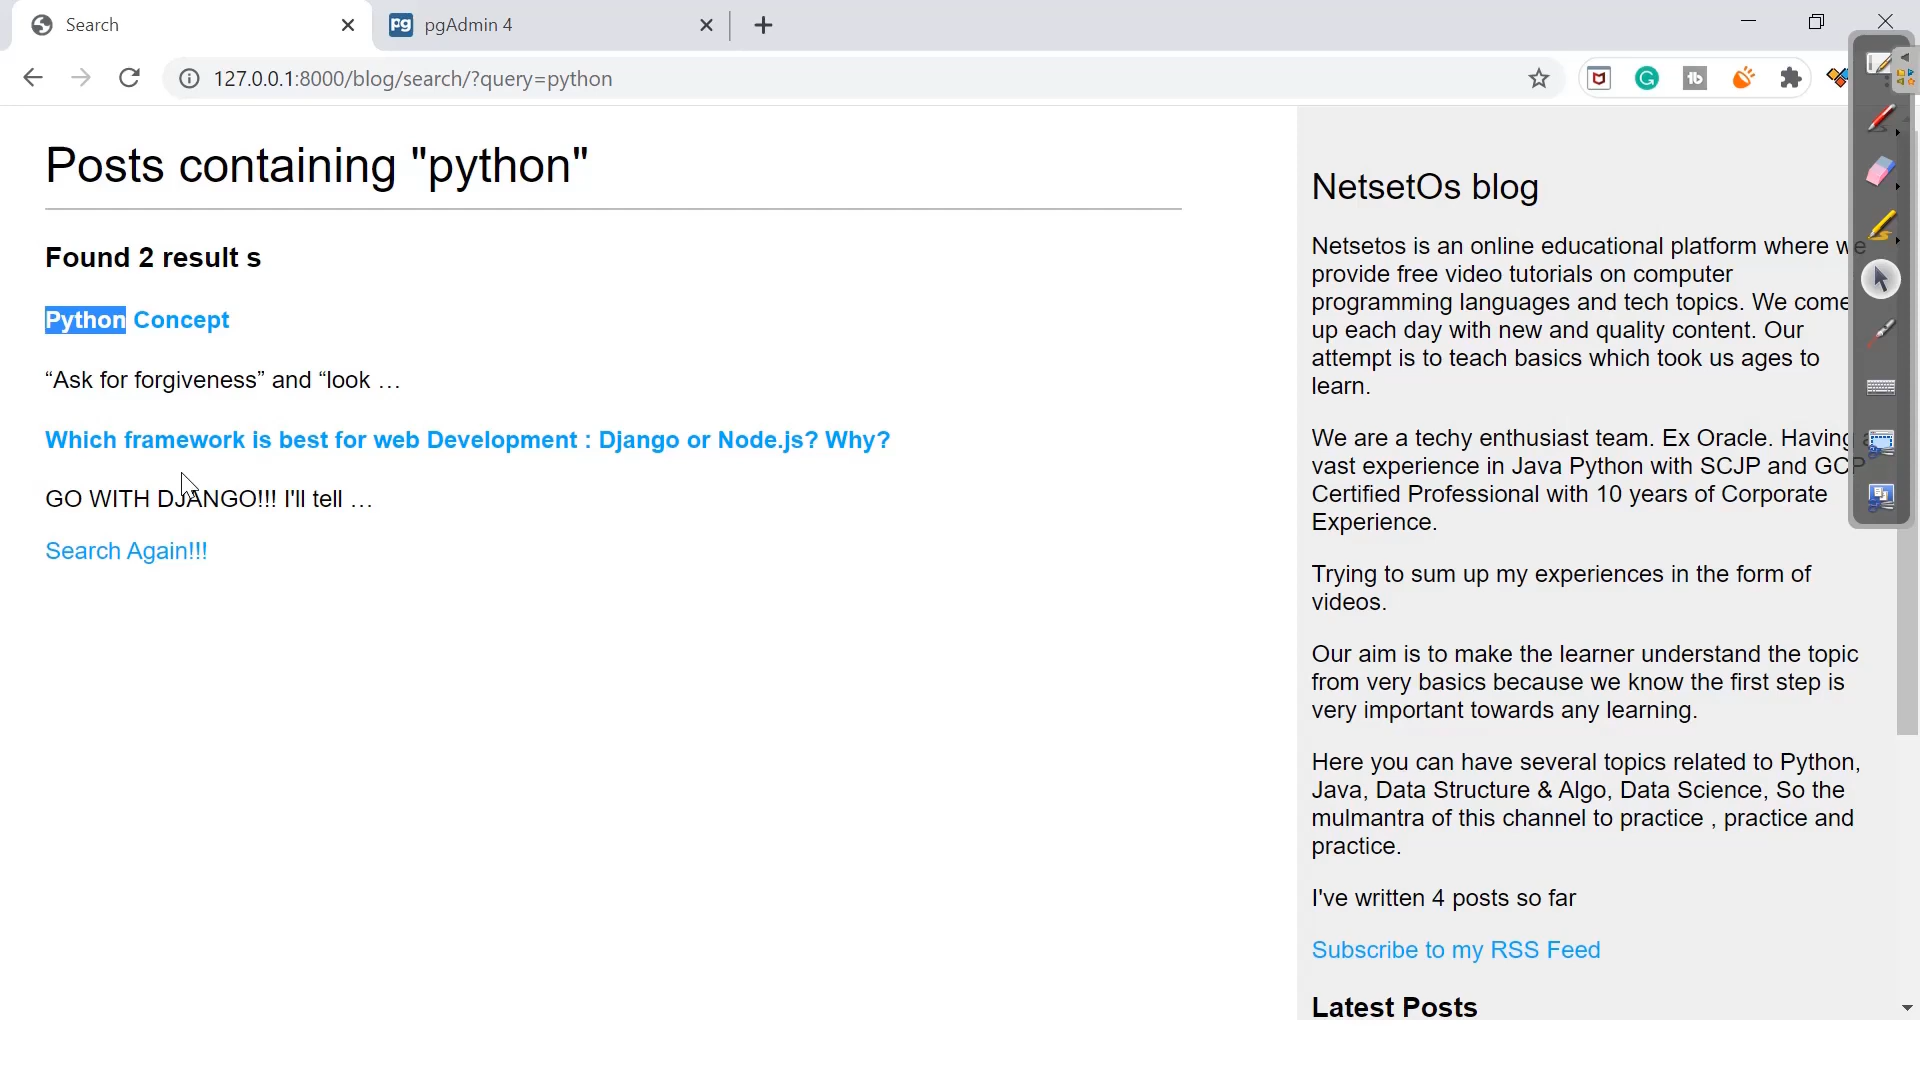 Search
pgAdmin 4
127.0.0.1:8000/blog/search/?query=python
Posts containing "python"
Found 2 result s
Python Concept
“Ask for forgiveness” and “look …
Which framework is best for web Development : Django or Node.js? Why?
GO WITH DJANGO!!! I'll tell …
Search Again!!!
NetsetOs blog
Netsetos is an online educational platform where we
provide free video tutorials on computer
programming languages and tech topics. We come
up each day with new and quality content. Our
attempt is to teach basics which took us ages to
learn.
We are a techy enthusiast team. Ex Oracle. Having a
vast experience in Java Python with SCJP and GCP
Certified Professional with 10 years of Corporate
Experience.
Trying to sum up my experiences in the form of
videos.
Our aim is to make the learner understand the topic
from very basics because we know the first step is
very important towards any learning.
Here you can have several topics related to Python,
Java, Data Structure & Algo, Data Science, So the
mulmantra of this channel to practice , practice and
practice.
I've written 4 posts so far
Subscribe to my RSS Feed
Latest Posts